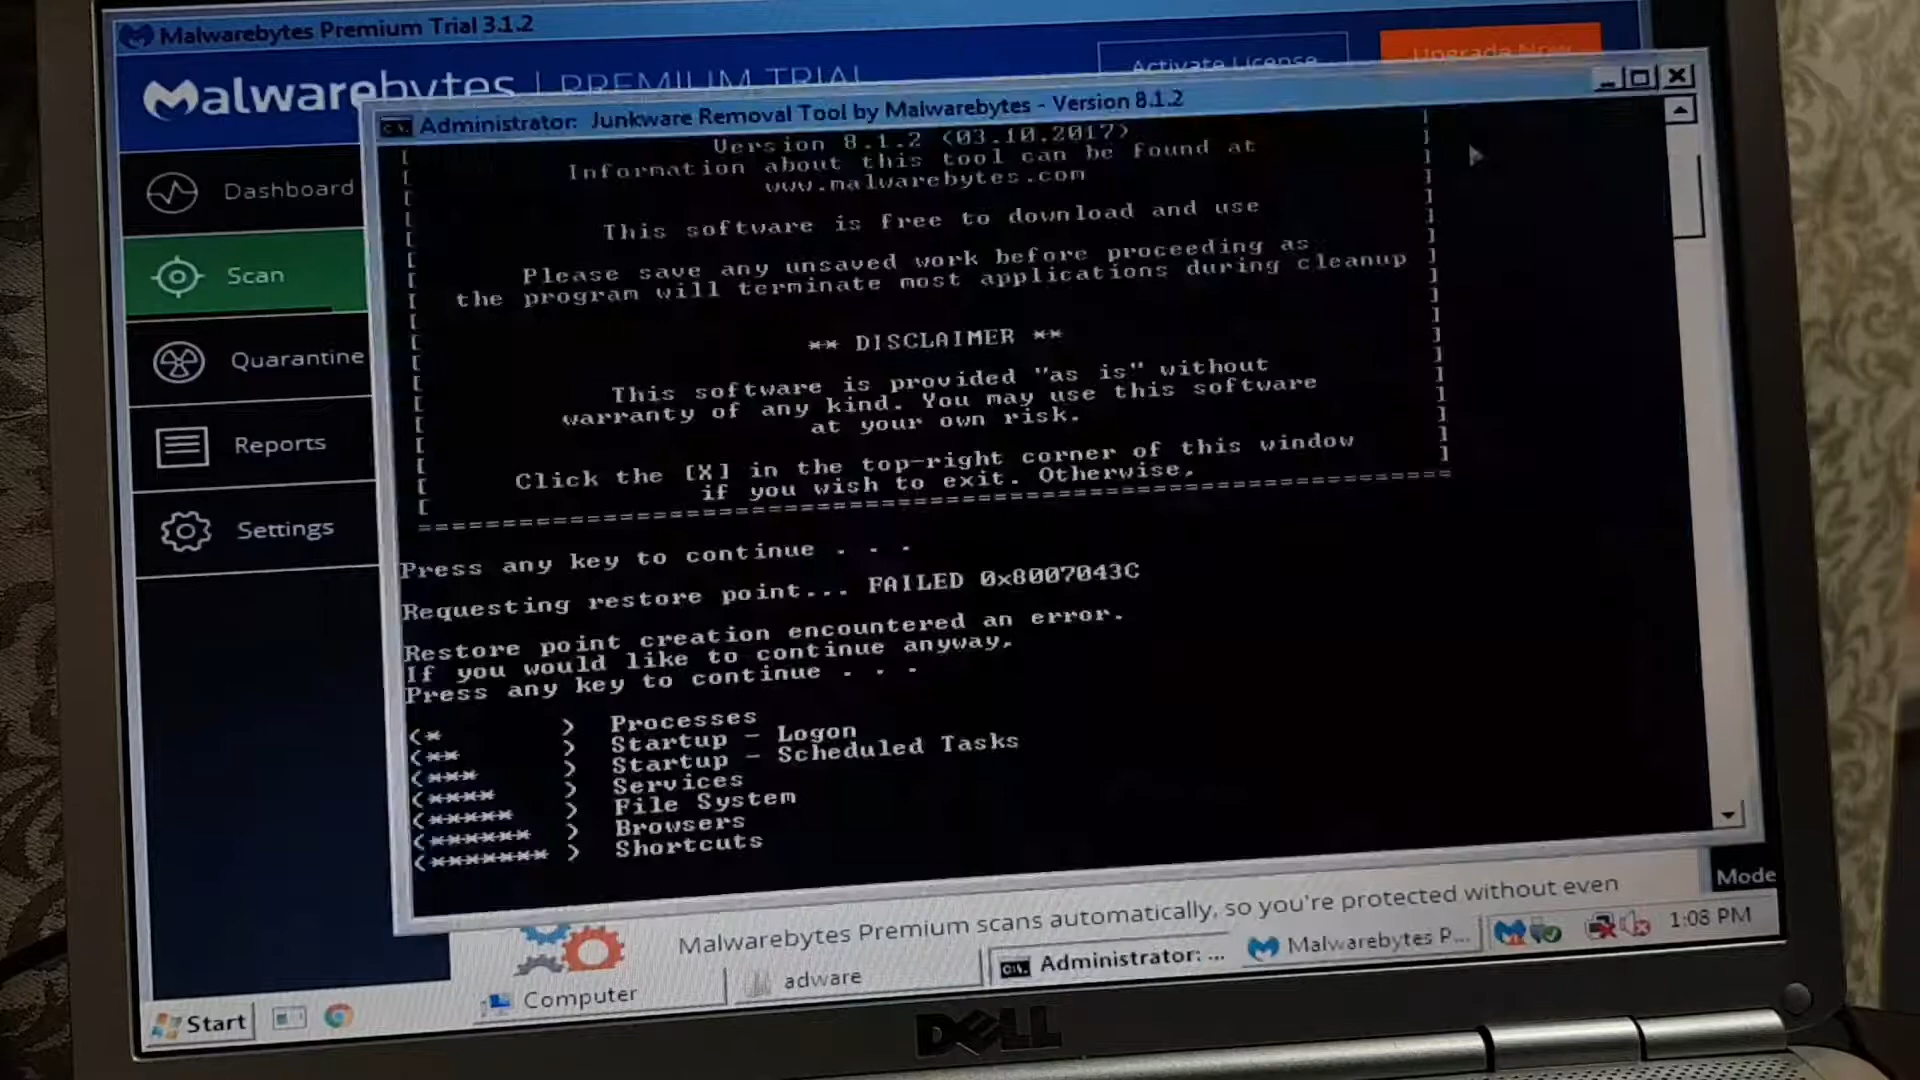 Malwarebytes Premium Trial 3.1.2
Malwarebytes | PREMIUM TRIAL
Activate License
Upgrade Now
Administrator: Junkware Removal Tool by Malwarebytes - Version 8.1.2
Version 8.1.2 (03.10.2017)
Information about this tool can be found at
www.malwarebytes.com
This software is free to download and use
Please save any unsaved work before proceeding as
the program will terminate most applications during cleanup
** DISCLAIMER **
This software is provided "as is" without
warranty of any kind. You may use this software
at your own risk.
Click the [X] in the top-right corner of this window
if you wish to exit. Otherwise,
Press any key to continue . . .
Requesting restore point... FAILED 0x8007043C
Restore point creation encountered an error.
If you would like to continue anyway,
Press any key to continue . . .
(*       )  Processes
(**      )  Startup - Logon
(***     )  Startup - Scheduled Tasks
(****    )  Services
(*****   )  File System
(******  )  Browsers
(******* )  Shortcuts
Dashboard
Scan
Quarantine
Reports
Settings
Malwarebytes Premium scans automatically, so you're protected without even
Mode
Start
Computer
adware
Administrator: ...
Malwarebytes P...
1:08 PM
DELL